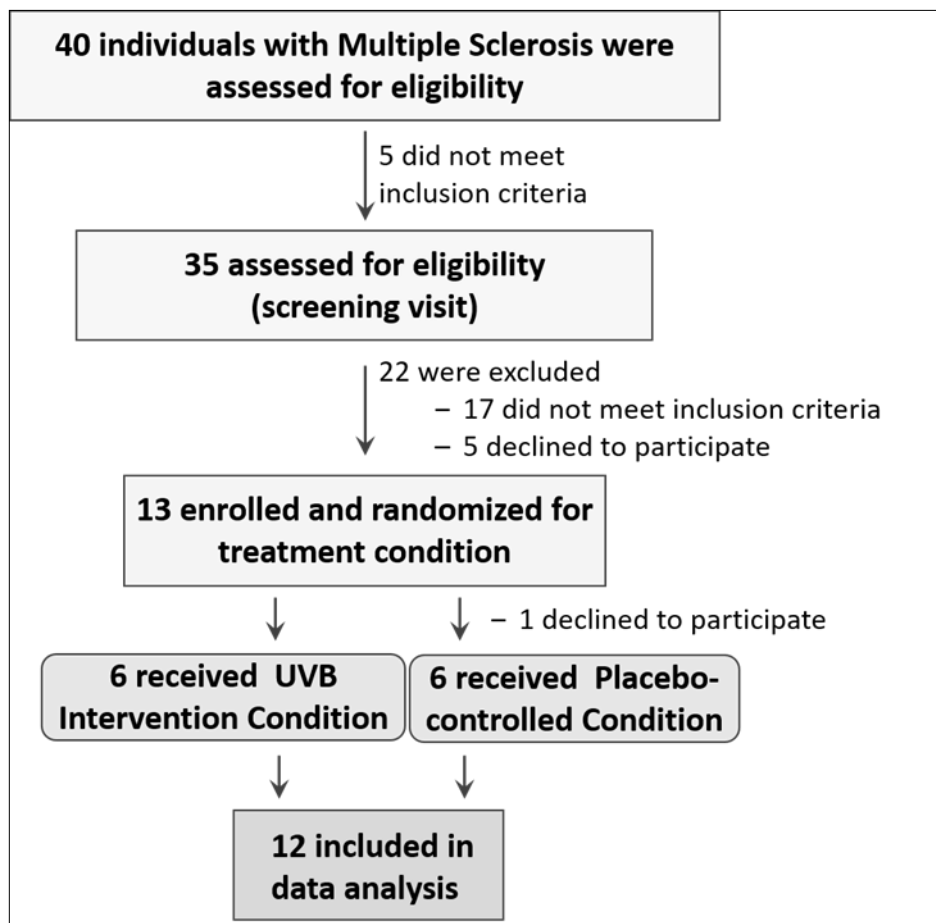 40 individuals with Multiple Sclerosis were
assessed for eligibility
5 did not meet
inclusion criteria
35 assessed for eligibility
(screening visit)
22 were excluded
– 17 did not meet inclusion criteria
– 5 declined to participate
13 enrolled and randomized for
treatment condition
– 1 declined to participate
6 received UVB
Intervention Condition
6 received Placebo-
controlled Condition
12 included in
data analysis